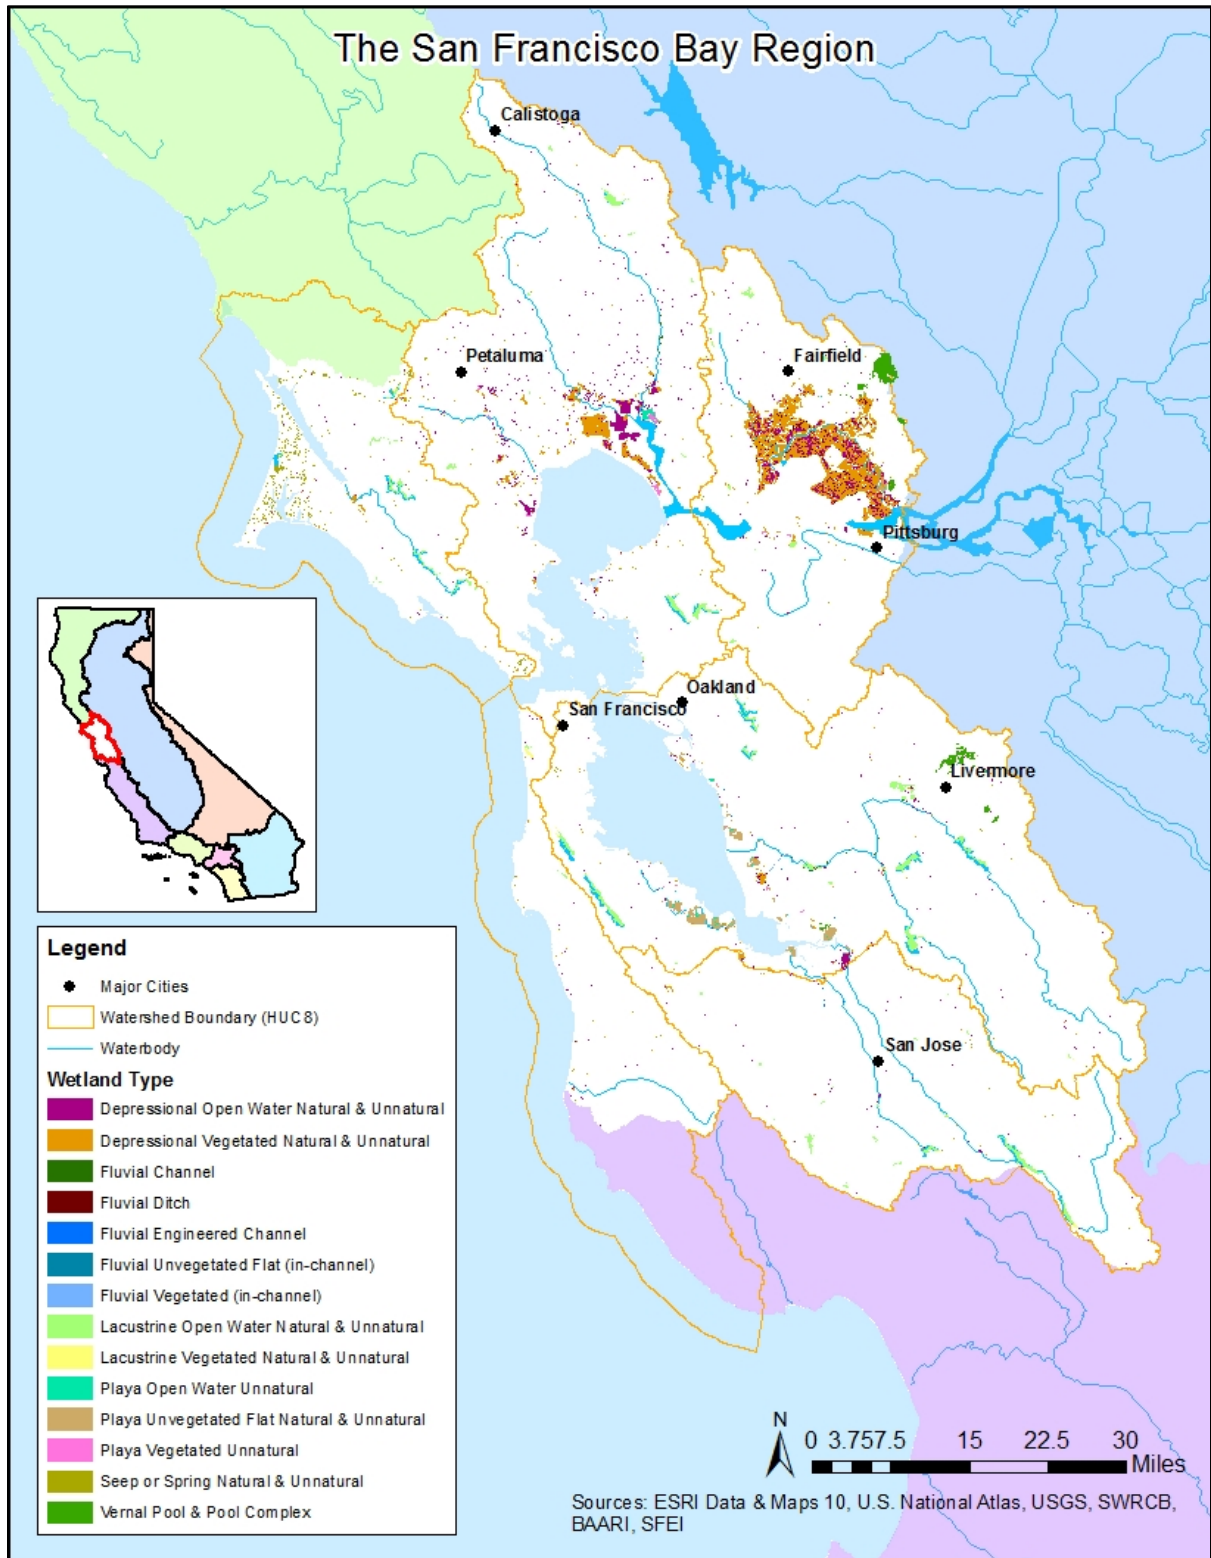 The San Francisco Bay Region
Calistoga
Petaluma
Fairfield
Pittsburg
Oakland
San Francisco
Livermore
San Jose
Legend
Major Cities
Watershed Boundary (HUC8)
Waterbody
Wetland Type
Depressional Open Water Natural & Unnatural
Depressional Vegetated Natural & Unnatural
Fluvial Channel
Fluvial Ditch
Fluvial Engineered Channel
Fluvial Unvegetated Flat (in-channel)
Fluvial Vegetated (in-channel)
Lacustrine Open Water Natural & Unnatural
Lacustrine Vegetated Natural & Unnatural
Playa Open Water Unnatural
Playa Unvegetated Flat Natural & Unnatural
Playa Vegetated Unnatural
Seep or Spring Natural & Unnatural
Vernal Pool & Pool Complex
N
0 3.757.5 15 22.5 30
Miles
Sources: ESRI Data & Maps 10, U.S. National Atlas, USGS, SWRCB,
BAARI, SFEI